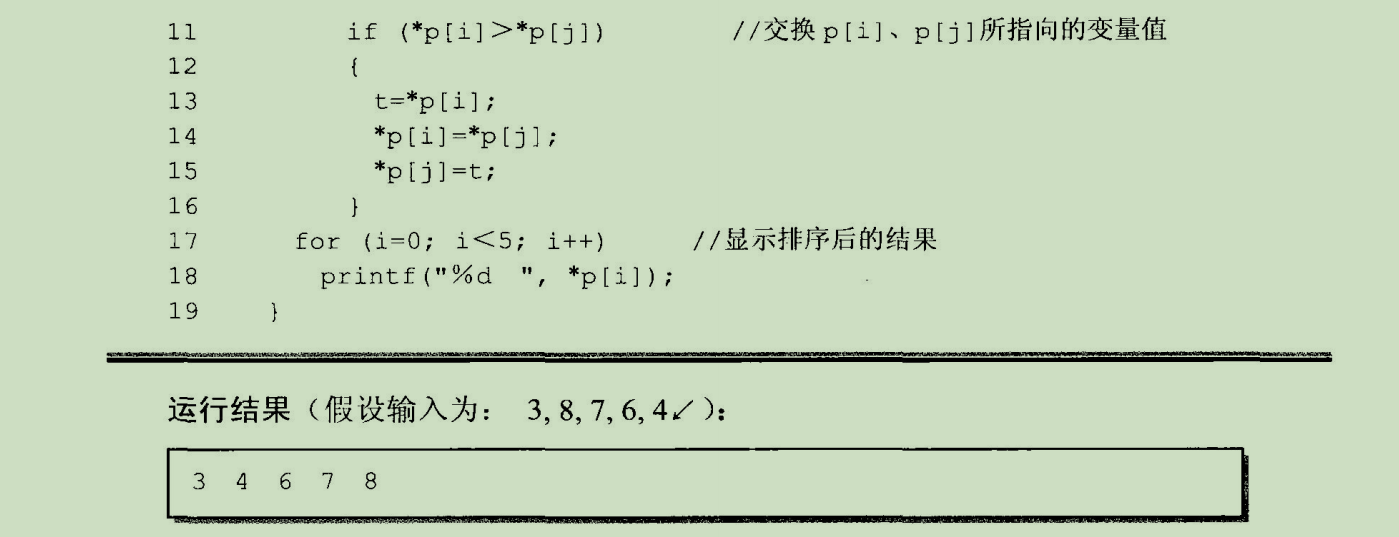 11 if (*p[i]>*p[j]) //交换 p[i]、p[j]所指向的变量值
12 {
13 t=*p[i];
14 *p[i]=*p[j];
15 *p[j]=t;
16 }
17 for (i=0; i<5; i++) //显示排序后的结果
18 printf("%d  ", *p[i]);
19 }
运行结果（假设输入为： 3, 8, 7, 6, 4↙）：
3 4 6 7 8